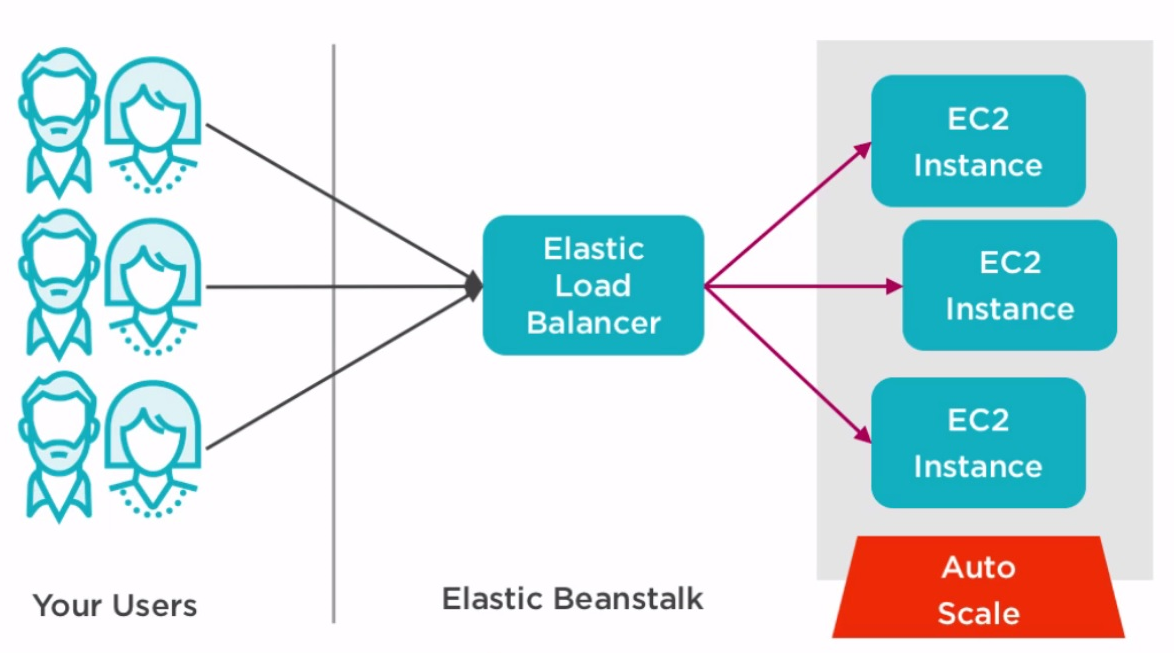 Elastic
Load
Balancer
EC2
Instance
EC2
Instance
EC2
Instance
Auto
Scale
Your Users
Elastic Beanstalk